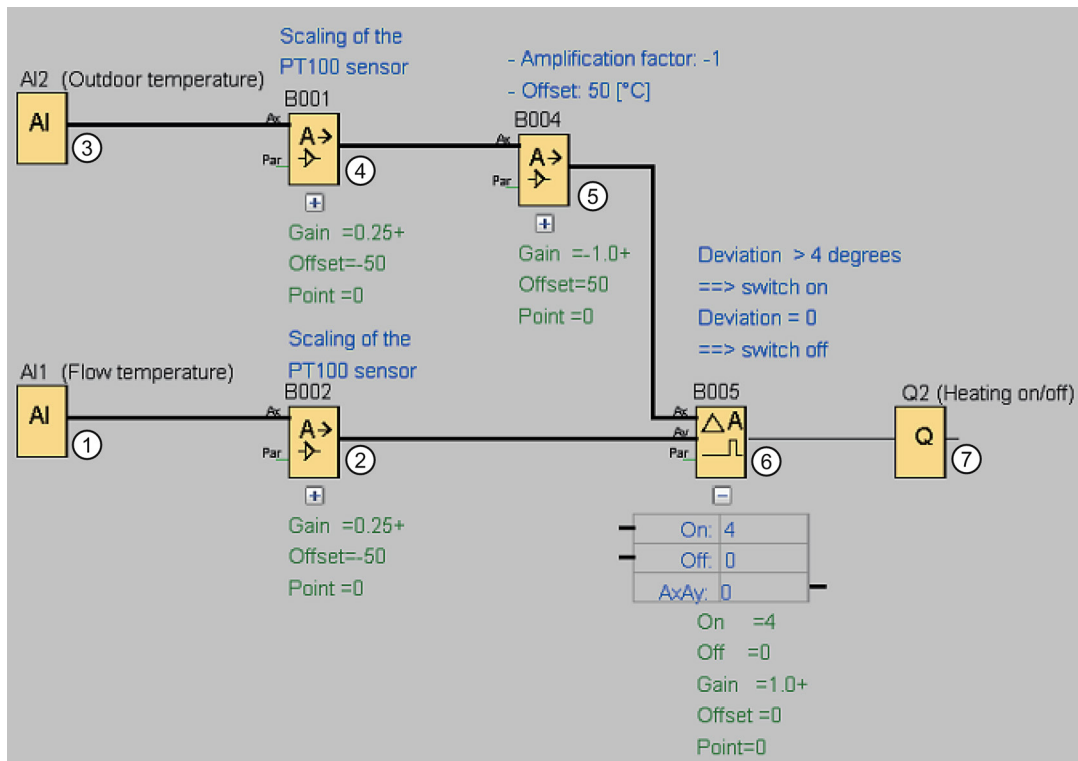 Scaling of the
PT100 sensor
- Amplification factor: -1
- Offset: 50 [°C]
AI2 (Outdoor temperature)
B001
B004
AI
Ax
A→
Par
3
4
Ax
A→
Par
5
+
Gain =0.25+
Offset=-50
Point =0
+
Gain =-1.0+
Offset=50
Point =0
Deviation > 4 degrees
==> switch on
Deviation = 0
==> switch off
Scaling of the
PT100 sensor
AI1 (Flow temperature)
B002
B005
Q2 (Heating on/off)
AI
1
Ax
A→
Par
2
Ax
Ay
Par
△A
6
Q
7
+
Gain =0.25+
Offset=-50
Point =0
−
On: 4
Off: 0
AxAy: 0
On =4
Off =0
Gain =1.0+
Offset =0
Point=0